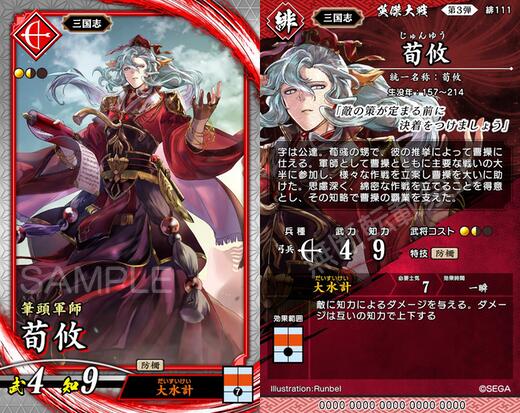 三国志
SAMPLE
筆頭軍師
荀攸
防柵
武4 知9
だいすいけい
大水計
7
緋
三国志
英傑大戦
第3弾
緋111
じゅんゆう
荀攸
統一名称：荀攸
生没年・157～214
「敵の策が定まる前に
決着をつけましょう」
字は公達。荀彧の甥で、彼の推挙によって曹操に
仕える。軍師として曹操とともに主要な戦いの大
半に参加し、様々な作戦を立案し曹操を大いに助
けた。思慮深く、綿密な作戦を立てることを得意
とし、その知略で曹操の覇業を支えた。
兵種 武力 知力 武将コスト
弓兵 4 9 特技 防柵
だいすいけい 必要士気 効果時間
大水計 7 一瞬
効果範囲
敵に知力によるダメージを与える。ダメー
ジは互いの知力で上下する
Illustration:Runbel
©SEGA
0000-0000-0000-0000-0000